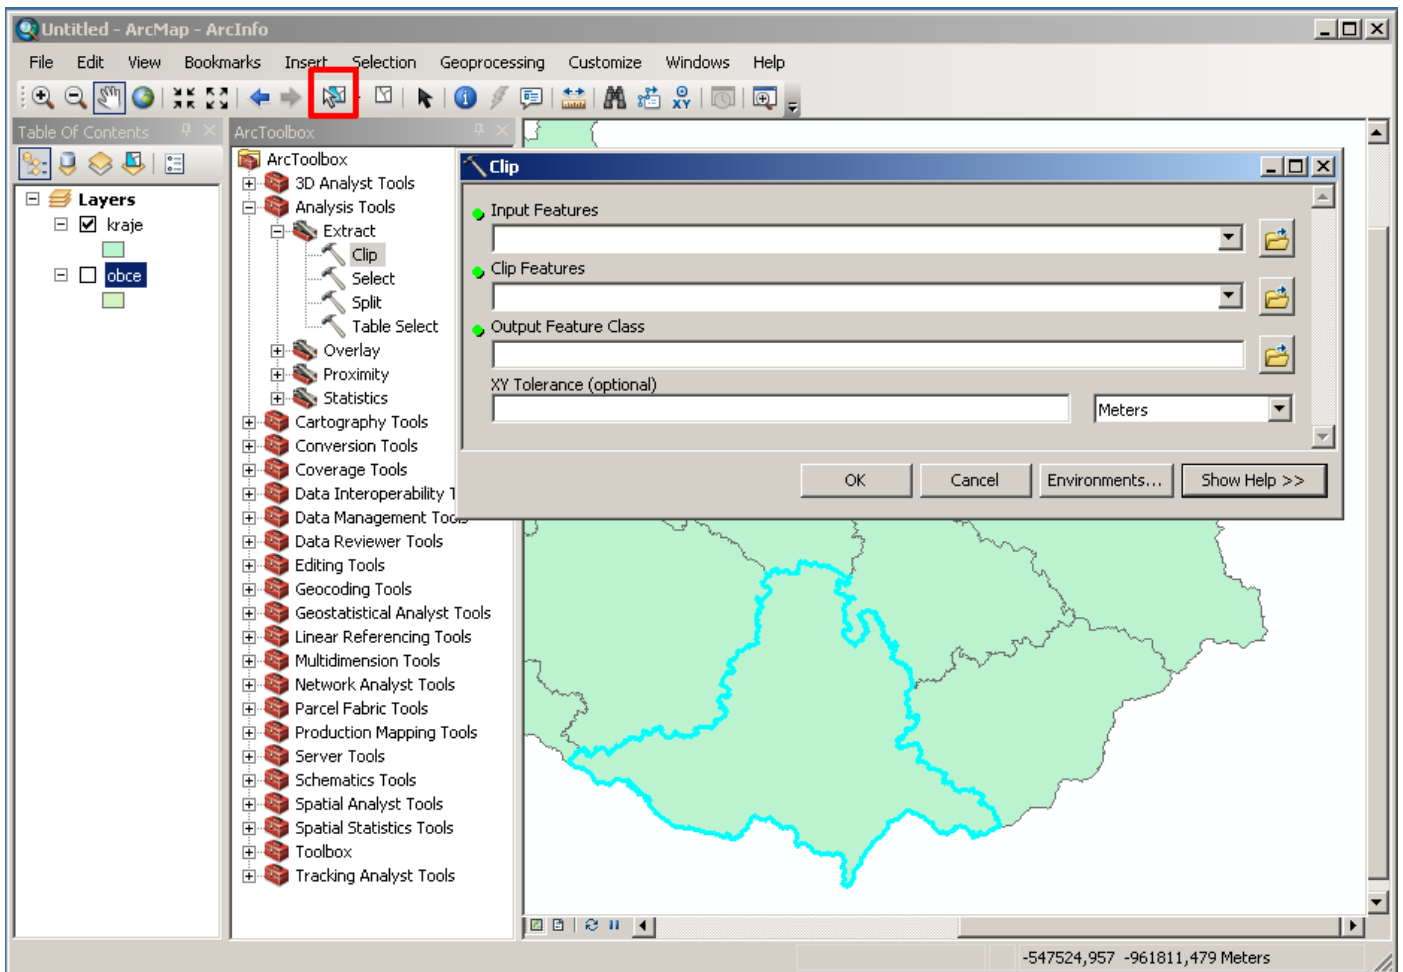 Untitled - ArcMap - ArcInfo
File Edit View Bookmarks Insert Selection Geoprocessing Customize Windows Help
XY
Table Of Contents
Layers
kraje
obce
ArcToolbox
ArcToolbox
3D Analyst Tools
Analysis Tools
Extract
Clip
Select
Split
Table Select
Overlay
Proximity
Statistics
Cartography Tools
Conversion Tools
Coverage Tools
Data Interoperability T
Data Management Tools
Data Reviewer Tools
Editing Tools
Geocoding Tools
Geostatistical Analyst Tools
Linear Referencing Tools
Multidimension Tools
Network Analyst Tools
Parcel Fabric Tools
Production Mapping Tools
Server Tools
Schematics Tools
Spatial Analyst Tools
Spatial Statistics Tools
Toolbox
Tracking Analyst Tools
Clip
Input Features
Clip Features
Output Feature Class
XY Tolerance (optional)
Meters
OK Cancel Environments... Show Help >>
-547524,957 -961811,479 Meters